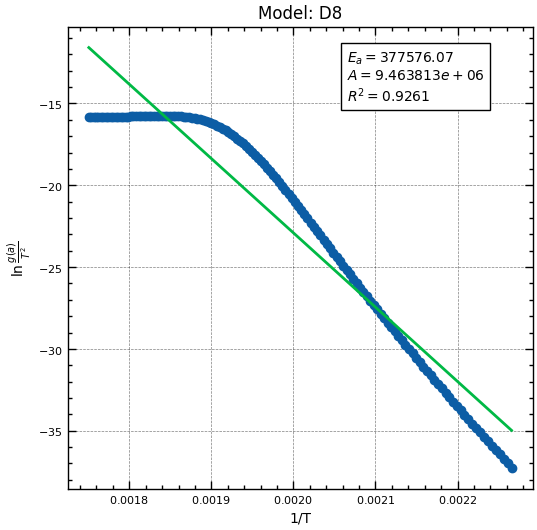 Model: D8
E_a = 377576.07
A = 9.463813e + 06
R² = 0.9261
−15
−20
−25
−30
−35
ln g(a)/T²
0.0018 0.0019 0.0020 0.0021 0.0022
1/T